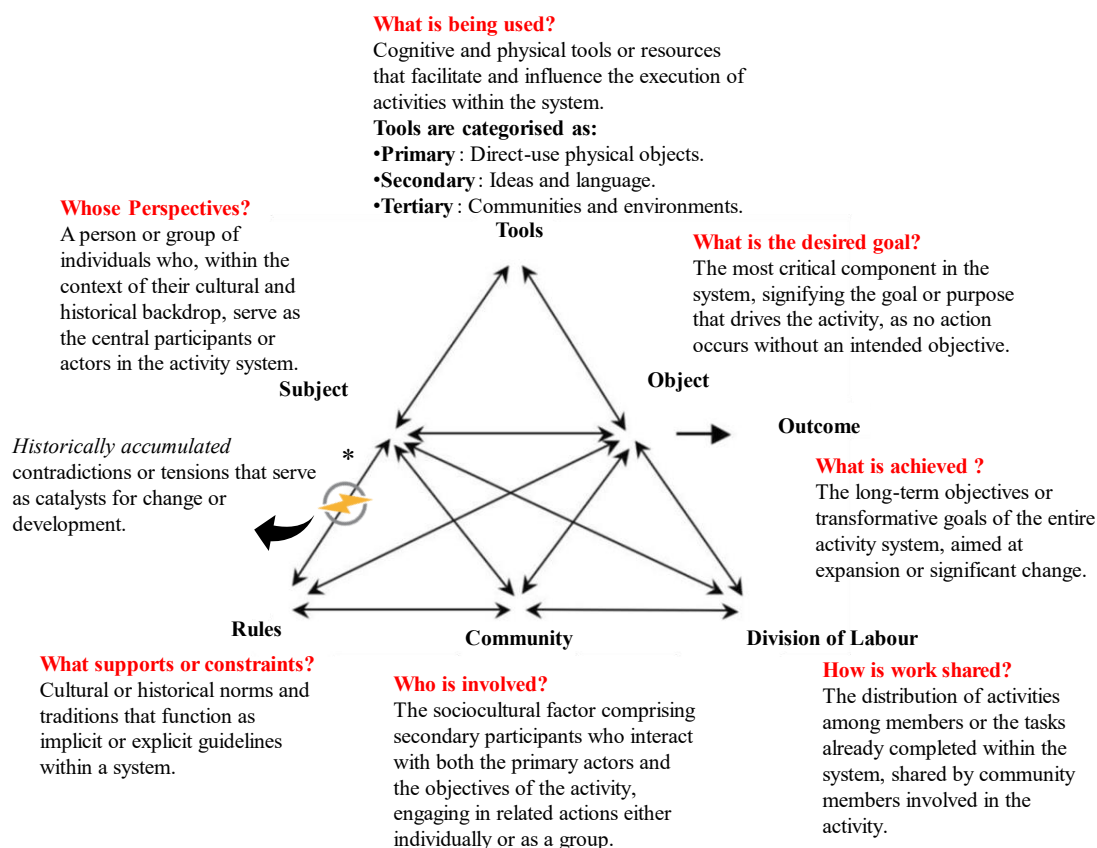 What is being used?
Cognitive and physical tools or resources
that facilitate and influence the execution of
activities within the system.
Tools are categorised as:
•Primary : Direct-use physical objects.
•Secondary : Ideas and language.
•Tertiary : Communities and environments.
Tools
Whose Perspectives?
A person or group of
individuals who, within the
context of their cultural and
historical backdrop, serve as
the central participants or
actors in the activity system.
Subject
What is the desired goal?
The most critical component in the
system, signifying the goal or purpose
that drives the activity, as no action
occurs without an intended objective.
Object
Historically accumulated
contradictions or tensions that serve
as catalysts for change or
development.
*
Outcome
What is achieved ?
The long-term objectives or
transformative goals of the entire
activity system, aimed at
expansion or significant change.
Rules
What supports or constraints?
Cultural or historical norms and
traditions that function as
implicit or explicit guidelines
within a system.
Community
Who is involved?
The sociocultural factor comprising
secondary participants who interact
with both the primary actors and
the objectives of the activity,
engaging in related actions either
individually or as a group.
Division of Labour
How is work shared?
The distribution of activities
among members or the tasks
already completed within the
system, shared by community
members involved in the
activity.